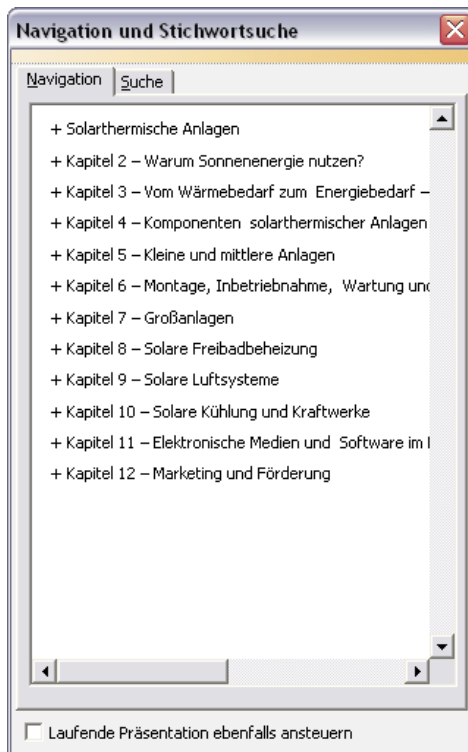 Navigation und Stichwortsuche
Navigation Suche
+ Solarthermische Anlagen
+ Kapitel 2 – Warum Sonnenenergie nutzen?
+ Kapitel 3 – Vom Wärmebedarf zum Energiebedarf –
+ Kapitel 4 – Komponenten solarthermischer Anlagen
+ Kapitel 5 – Kleine und mittlere Anlagen
+ Kapitel 6 – Montage, Inbetriebnahme, Wartung und
+ Kapitel 7 – Großanlagen
+ Kapitel 8 – Solare Freibadbeheizung
+ Kapitel 9 – Solare Luftsysteme
+ Kapitel 10 – Solare Kühlung und Kraftwerke
+ Kapitel 11 – Elektronische Medien und Software im
+ Kapitel 12 – Marketing und Förderung
Laufende Präsentation ebenfalls ansteuern